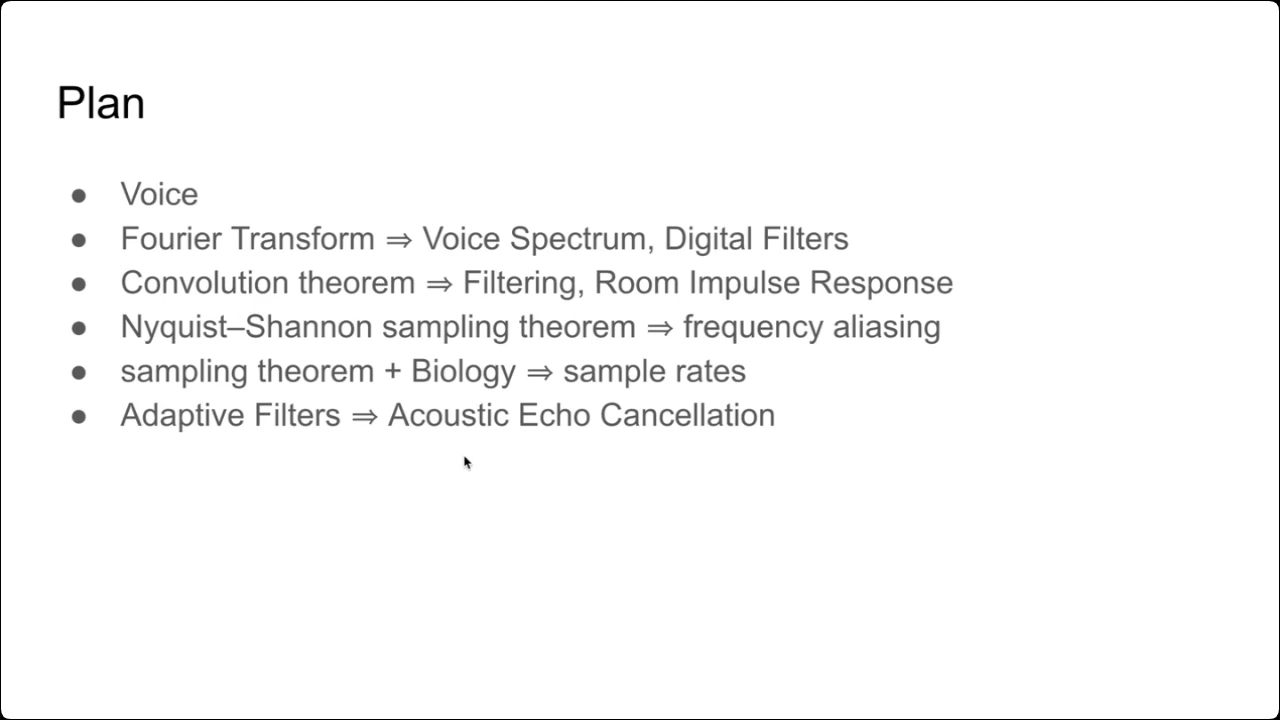 Plan
● Voice
● Fourier Transform ⇒ Voice Spectrum, Digital Filters
● Convolution theorem ⇒ Filtering, Room Impulse Response
● Nyquist–Shannon sampling theorem ⇒ frequency aliasing
● sampling theorem + Biology ⇒ sample rates
● Adaptive Filters ⇒ Acoustic Echo Cancellation